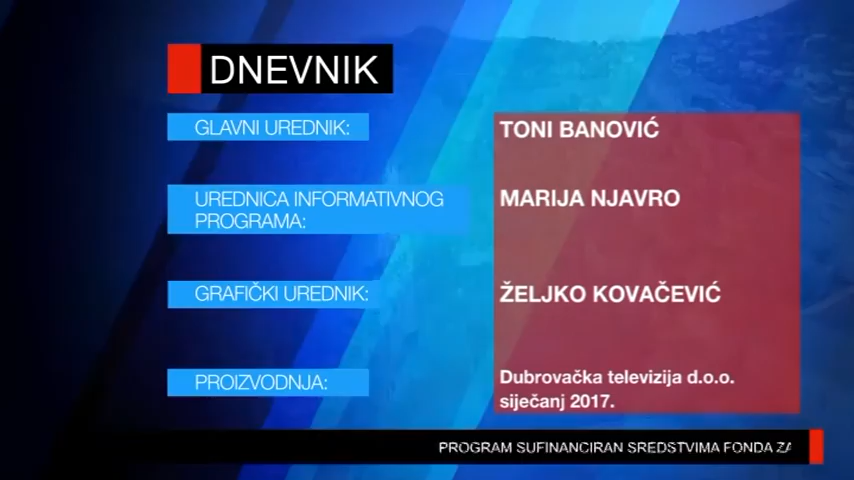 DNEVNIK
GLAVNI UREDNIK:
TONI BANOVIĆ
UREDNICA INFORMATIVNOG
PROGRAMA:
MARIJA NJAVRO
GRAFIČKI UREDNIK:
ŽELJKO KOVAČEVIĆ
PROIZVODNJA:
Dubrovačka televizija d.o.o.
siječanj 2017.
PROGRAM SUFINANCIRAN SREDSTVIMA FONDA ZA